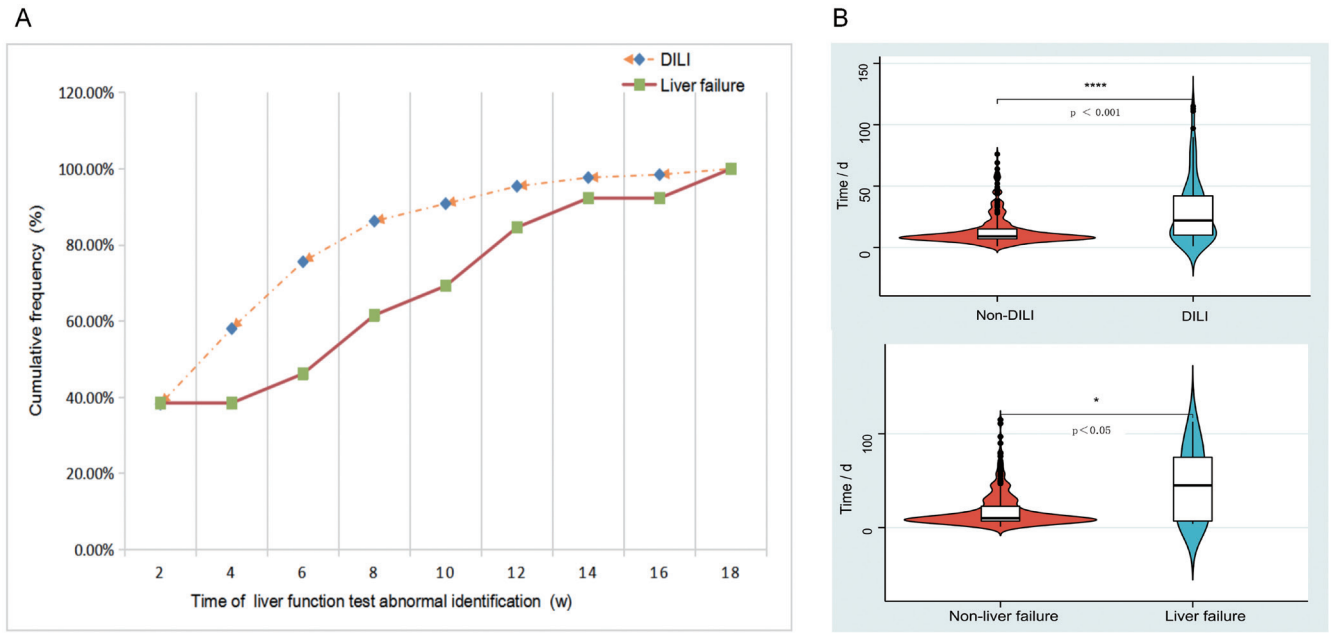 A
DILI
Liver failure
120.00%
100.00%
80.00%
60.00%
40.00%
20.00%
0.00%
Cumulative frequency (%)
2 4 6 8 10 12 14 16 18
Time of liver function test abnormal identification (w)
B
150
100
50
0
Time / d
****
p < 0.001
Non-DILI DILI
100
0
Time / d
*
p<0.05
Non-liver failure Liver failure